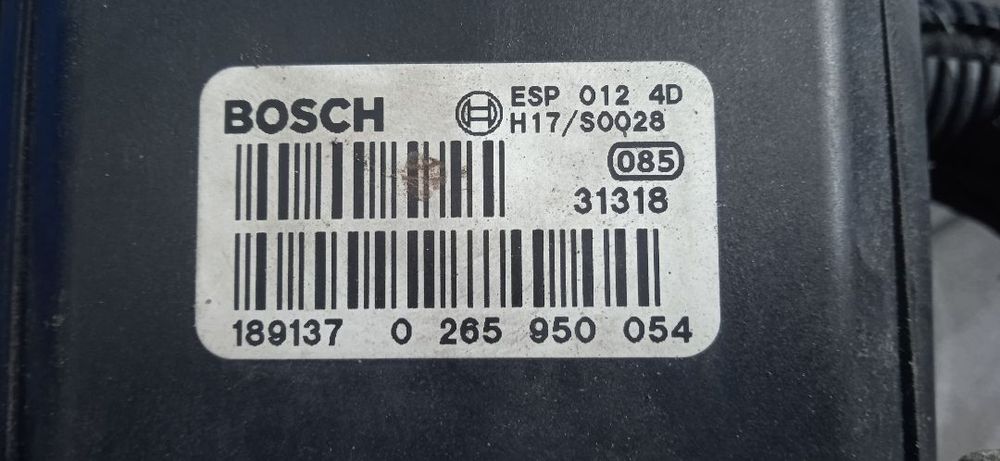 BOSCH
ESP 012 4D
H17/S0028
085
31318
189137 0 265 950 054